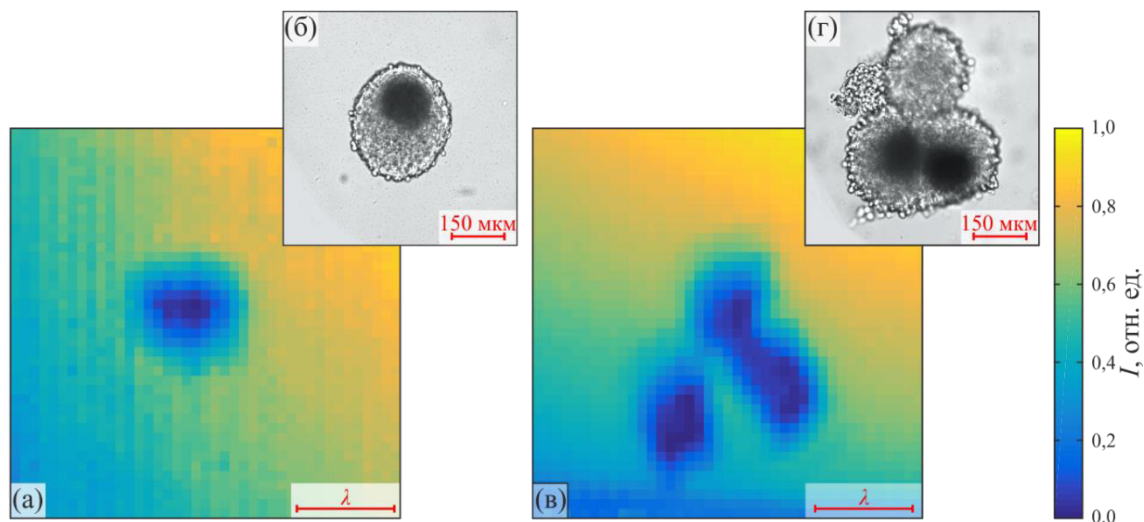 (б)
150 мкм
(г)
150 мкм
(а)
λ
(в)
λ
1,0
0,8
0,6
0,4
0,2
0,0
I, отн. ед.